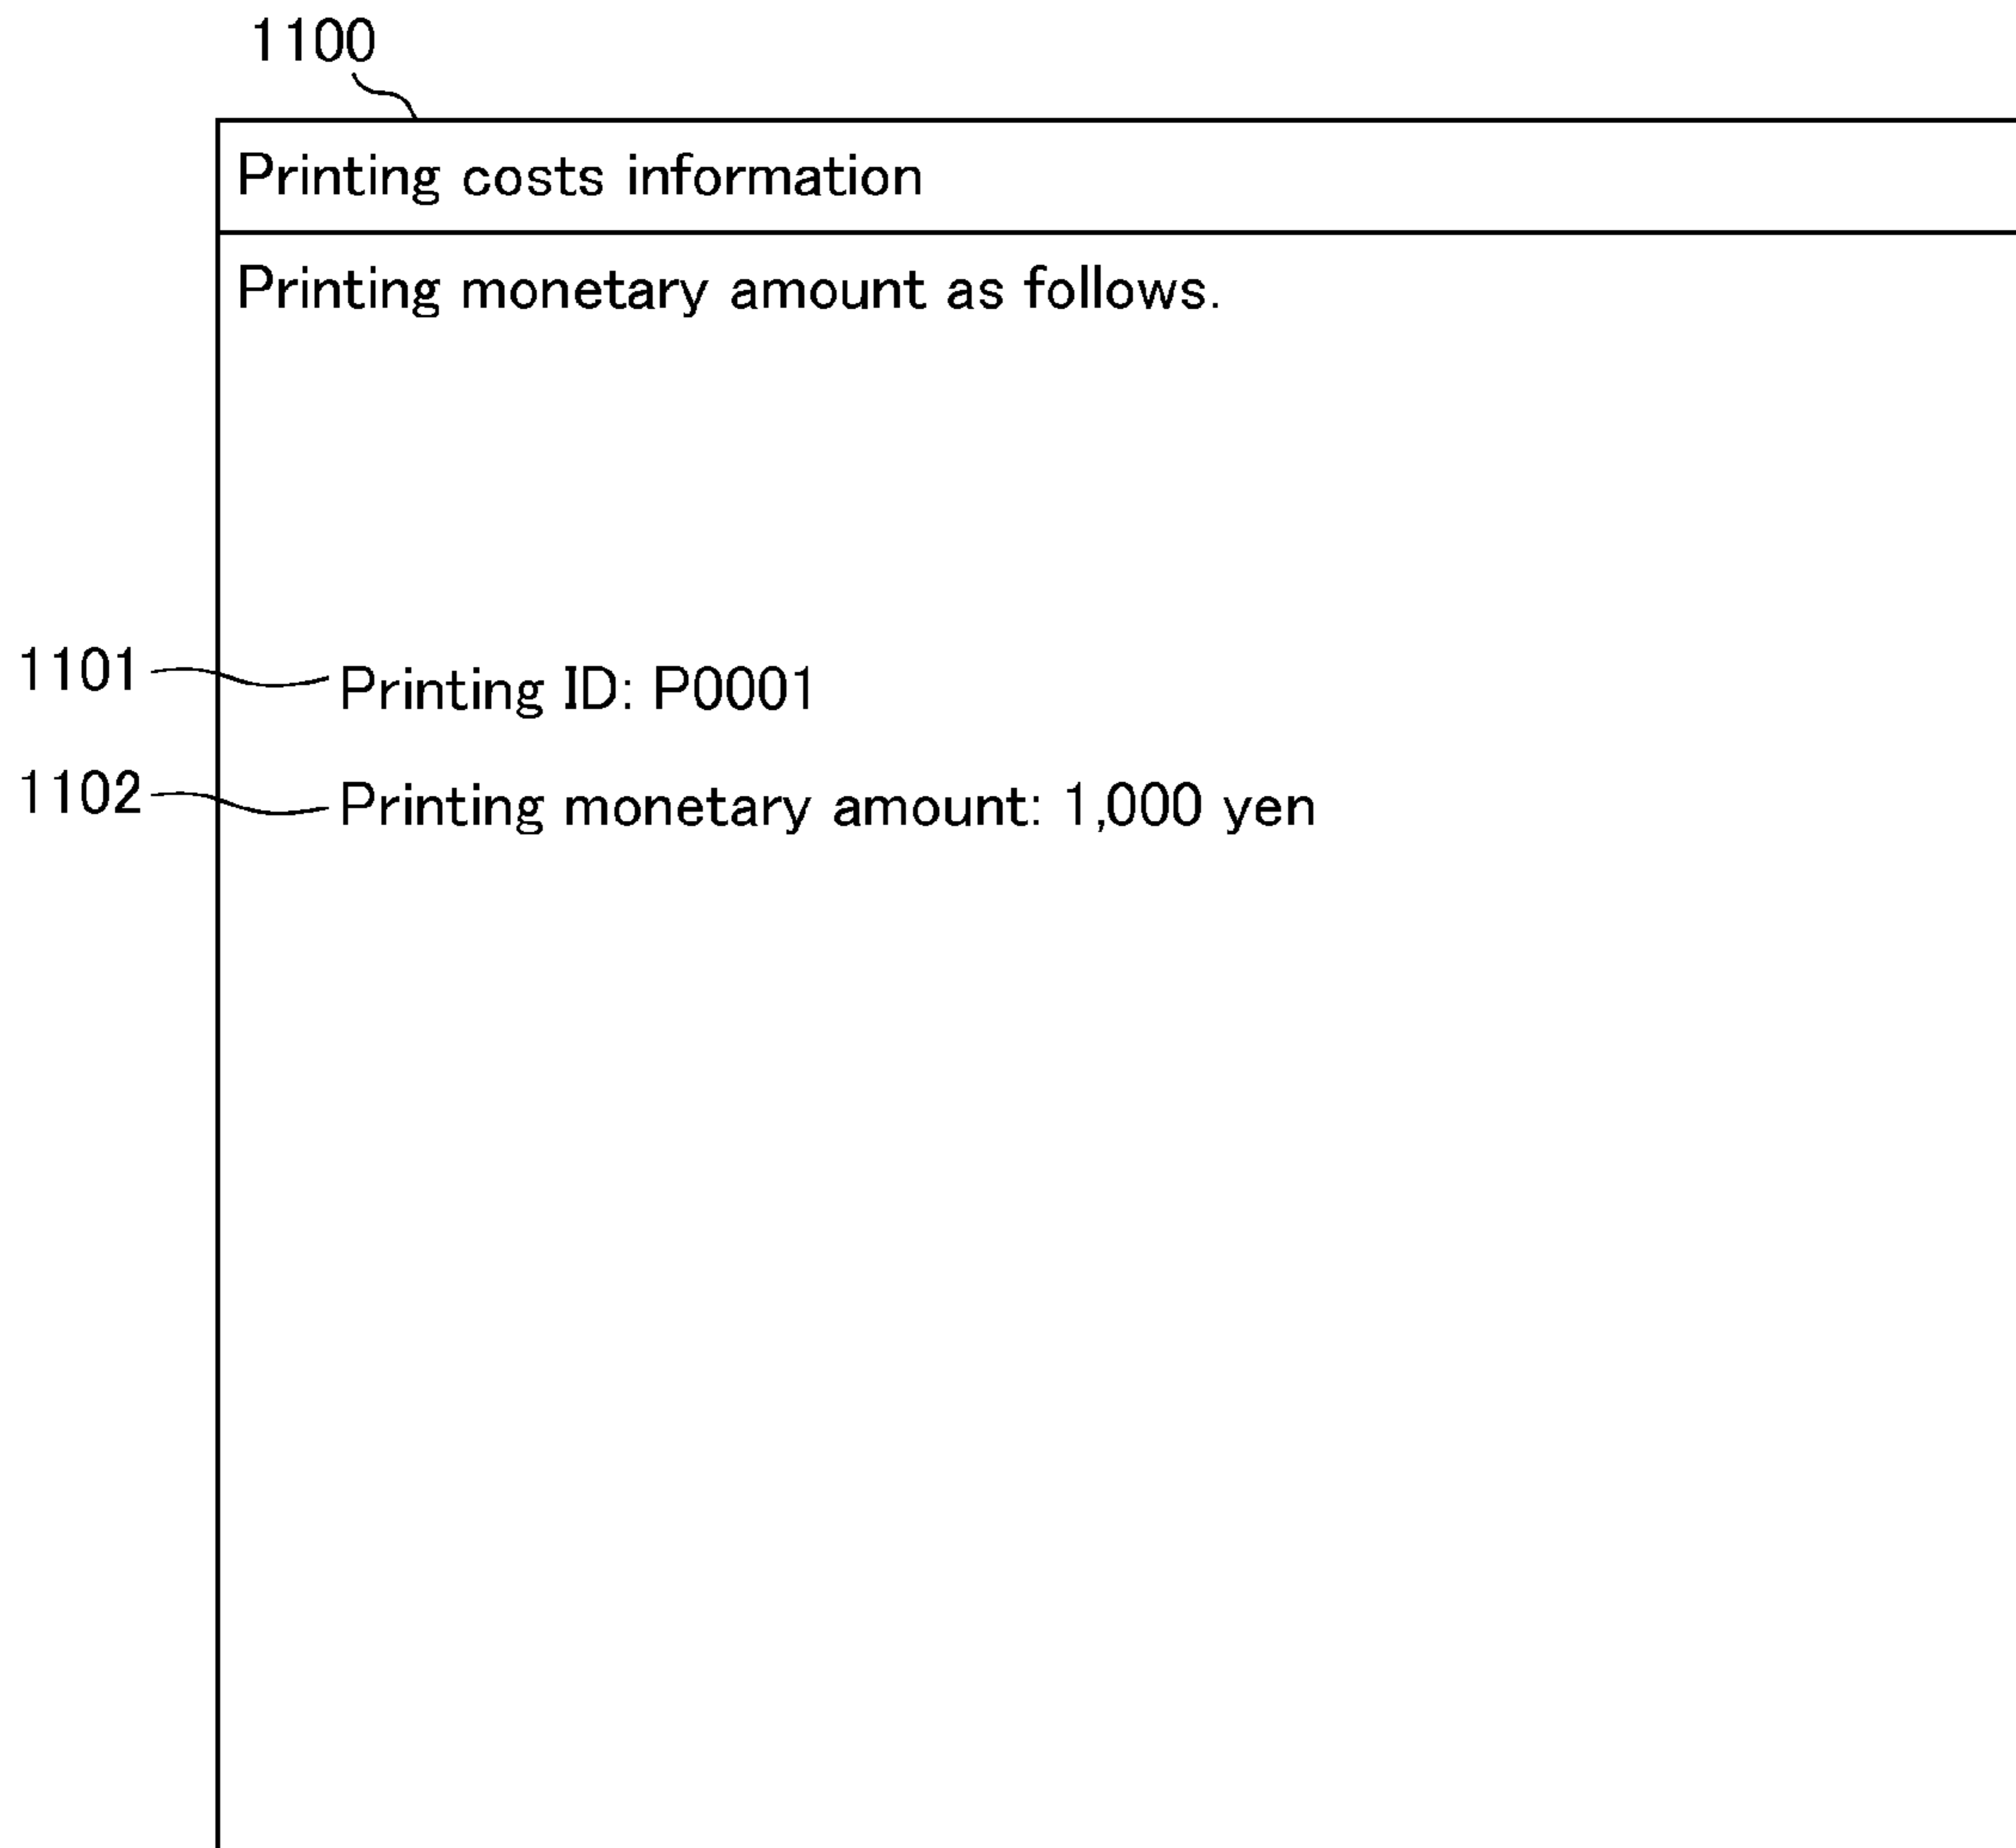 1100
Printing costs information
Printing monetary amount as follows.
1101 Printing ID: P0001
1102 Printing monetary amount: 1,000 yen